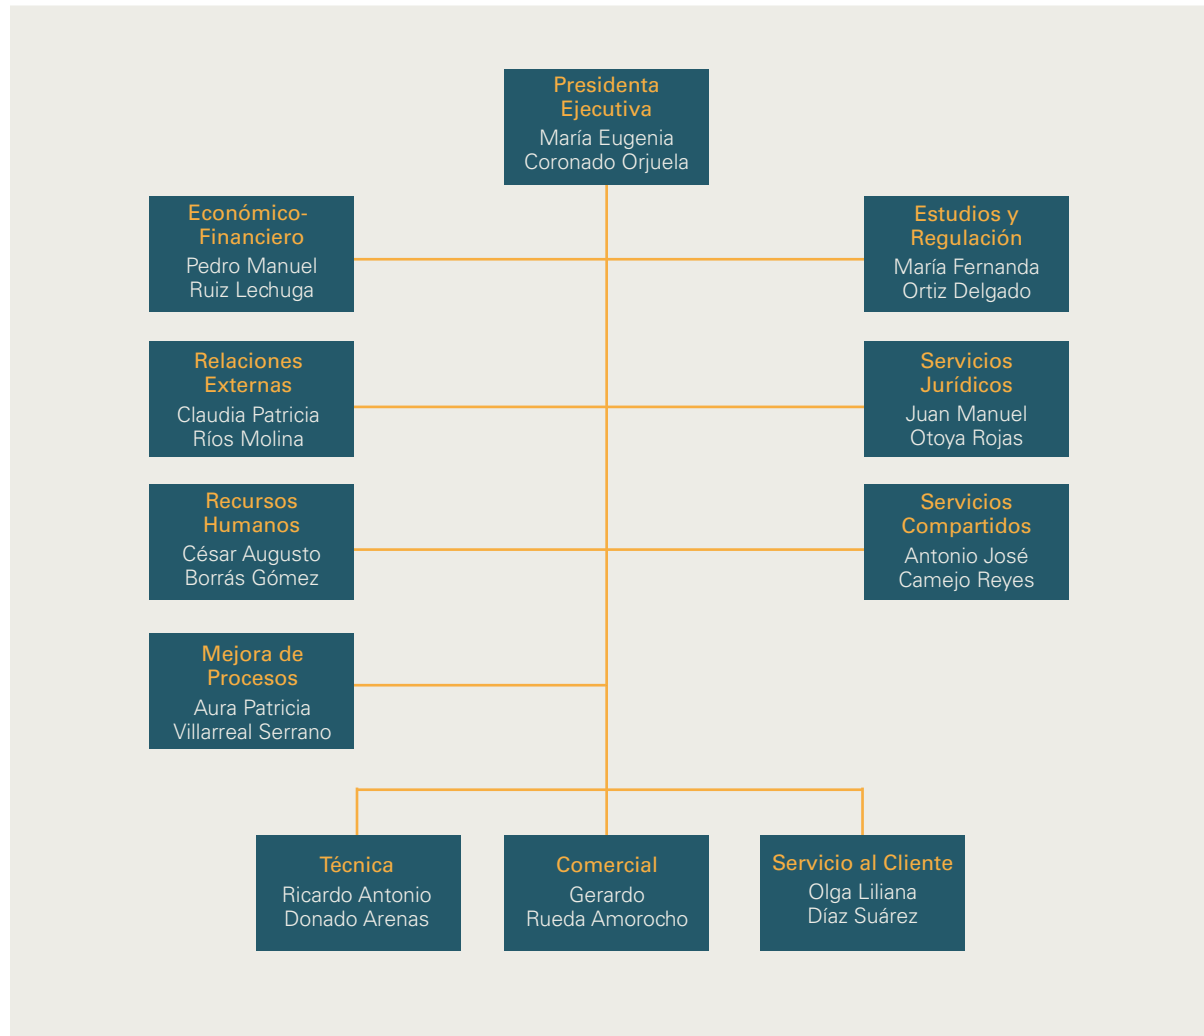 Presidenta
Ejecutiva
María Eugenia
Coronado Orjuela
Económico-
Financiero
Pedro Manuel
Ruiz Lechuga
Estudios y
Regulación
María Fernanda
Ortiz Delgado
Relaciones
Externas
Claudia Patricia
Ríos Molina
Servicios
Jurídicos
Juan Manuel
Otoya Rojas
Recursos
Humanos
César Augusto
Borrás Gómez
Servicios
Compartidos
Antonio José
Camejo Reyes
Mejora de
Procesos
Aura Patricia
Villarreal Serrano
Técnica
Ricardo Antonio
Donado Arenas
Comercial
Gerardo
Rueda Amorocho
Servicio al Cliente
Olga Liliana
Díaz Suárez